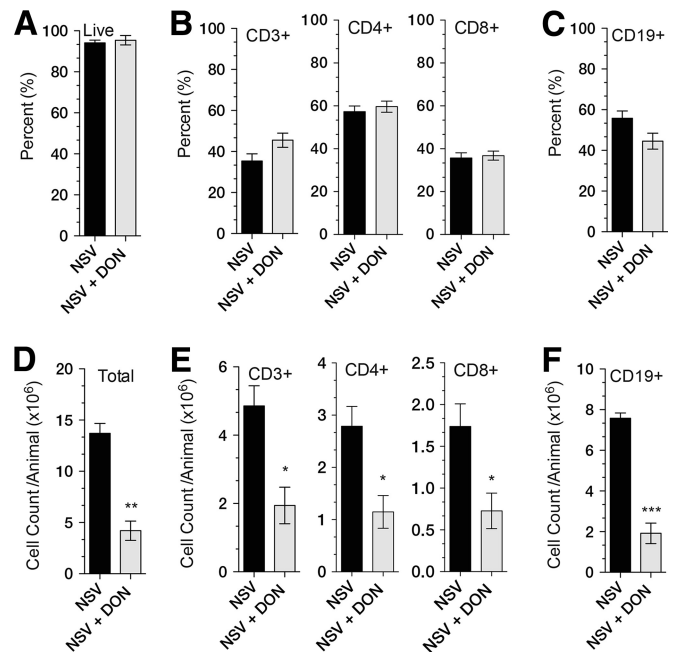 A
Live
Percent (%)
100
80
60
40
20
0
NSV
NSV + DON
B
CD3+
Percent (%)
100
80
60
40
20
0
NSV
NSV + DON
CD4+
100
80
60
40
20
0
NSV
NSV + DON
CD8+
100
80
60
40
20
0
NSV
NSV + DON
C
CD19+
Percent (%)
100
80
60
40
20
0
NSV
NSV + DON
D
Total
Cell Count/Animal (x10⁶)
20
15
10
5
0
**
NSV
NSV + DON
E
CD3+
Cell Count/Animal (x10⁶)
6
4
2
0
*
NSV
NSV + DON
CD4+
4
3
2
1
0
*
NSV
NSV + DON
CD8+
2.5
2.0
1.5
1.0
0.5
0.0
*
NSV
NSV + DON
F
CD19+
Cell Count/Animal (x10⁶)
10
8
6
4
2
0
***
NSV
NSV + DON